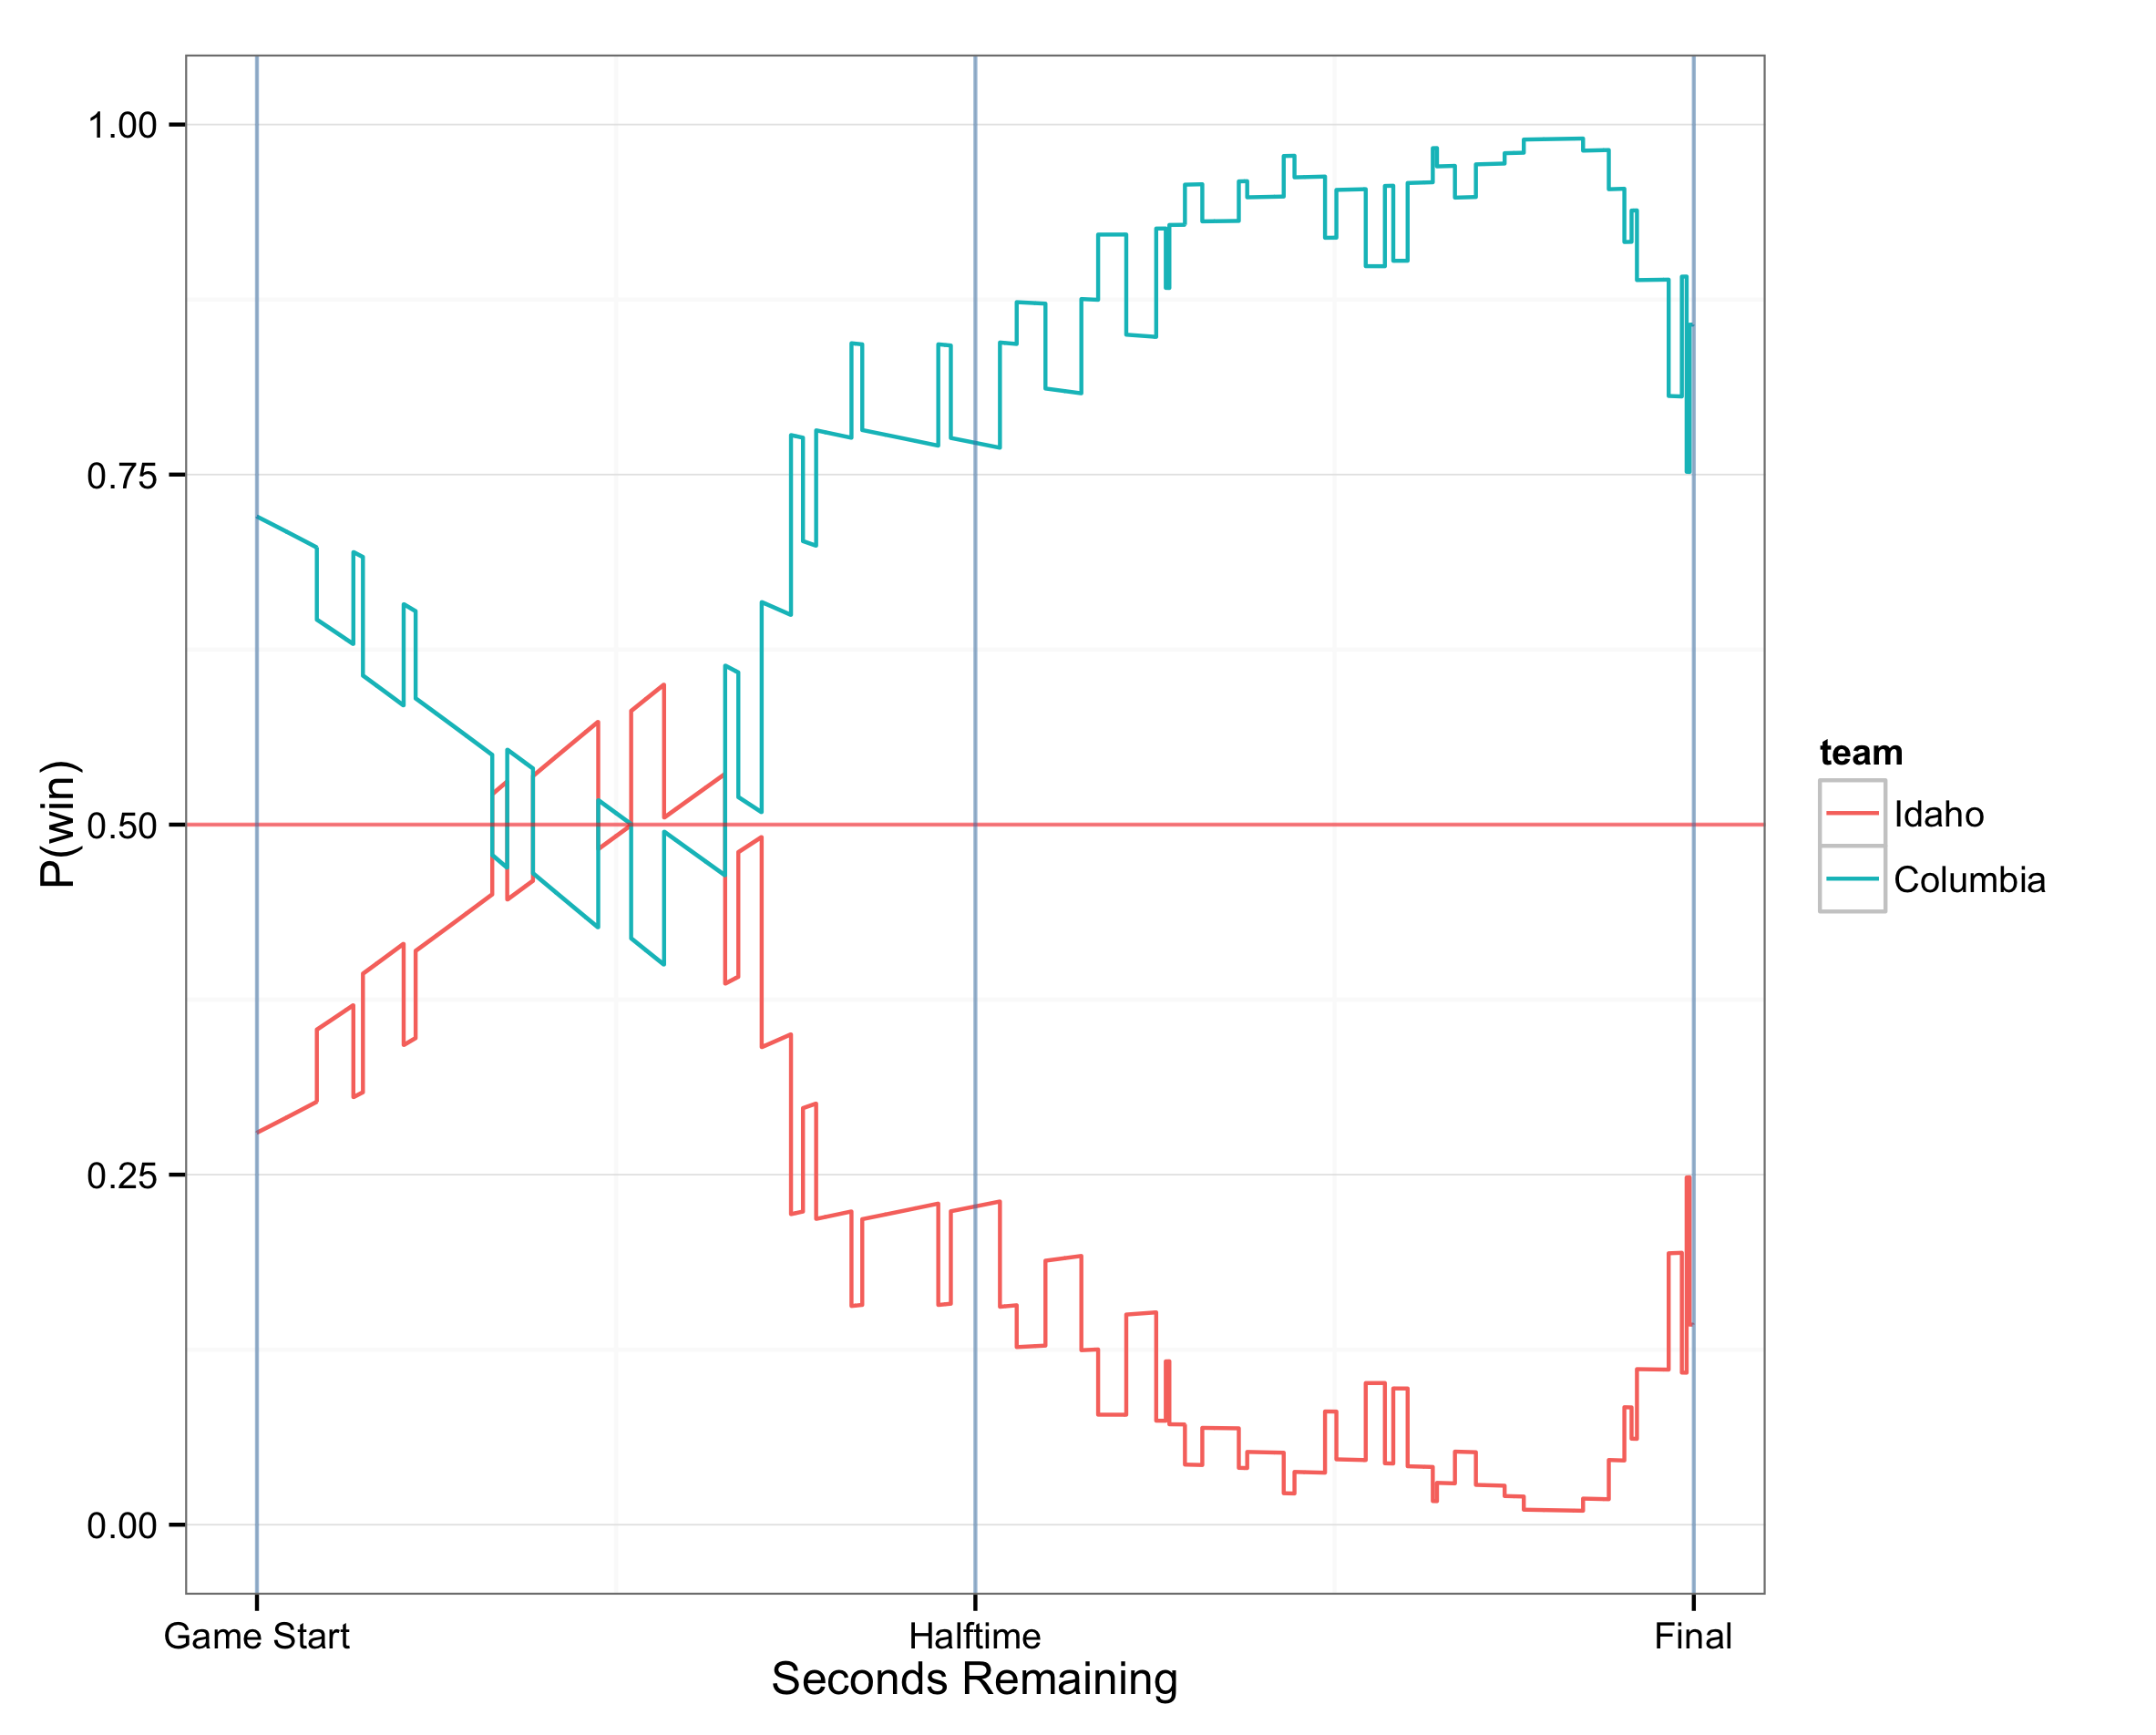 1.00
0.75
0.50
0.25
0.00
P(win)
Game Start
Halftime
Final
Seconds Remaining
team
Idaho
Columbia